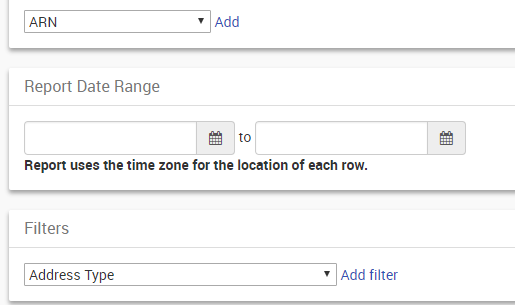 ARN Add
Report Date Range
to
Report uses the time zone for the location of each row.
Filters
Address Type Add filter